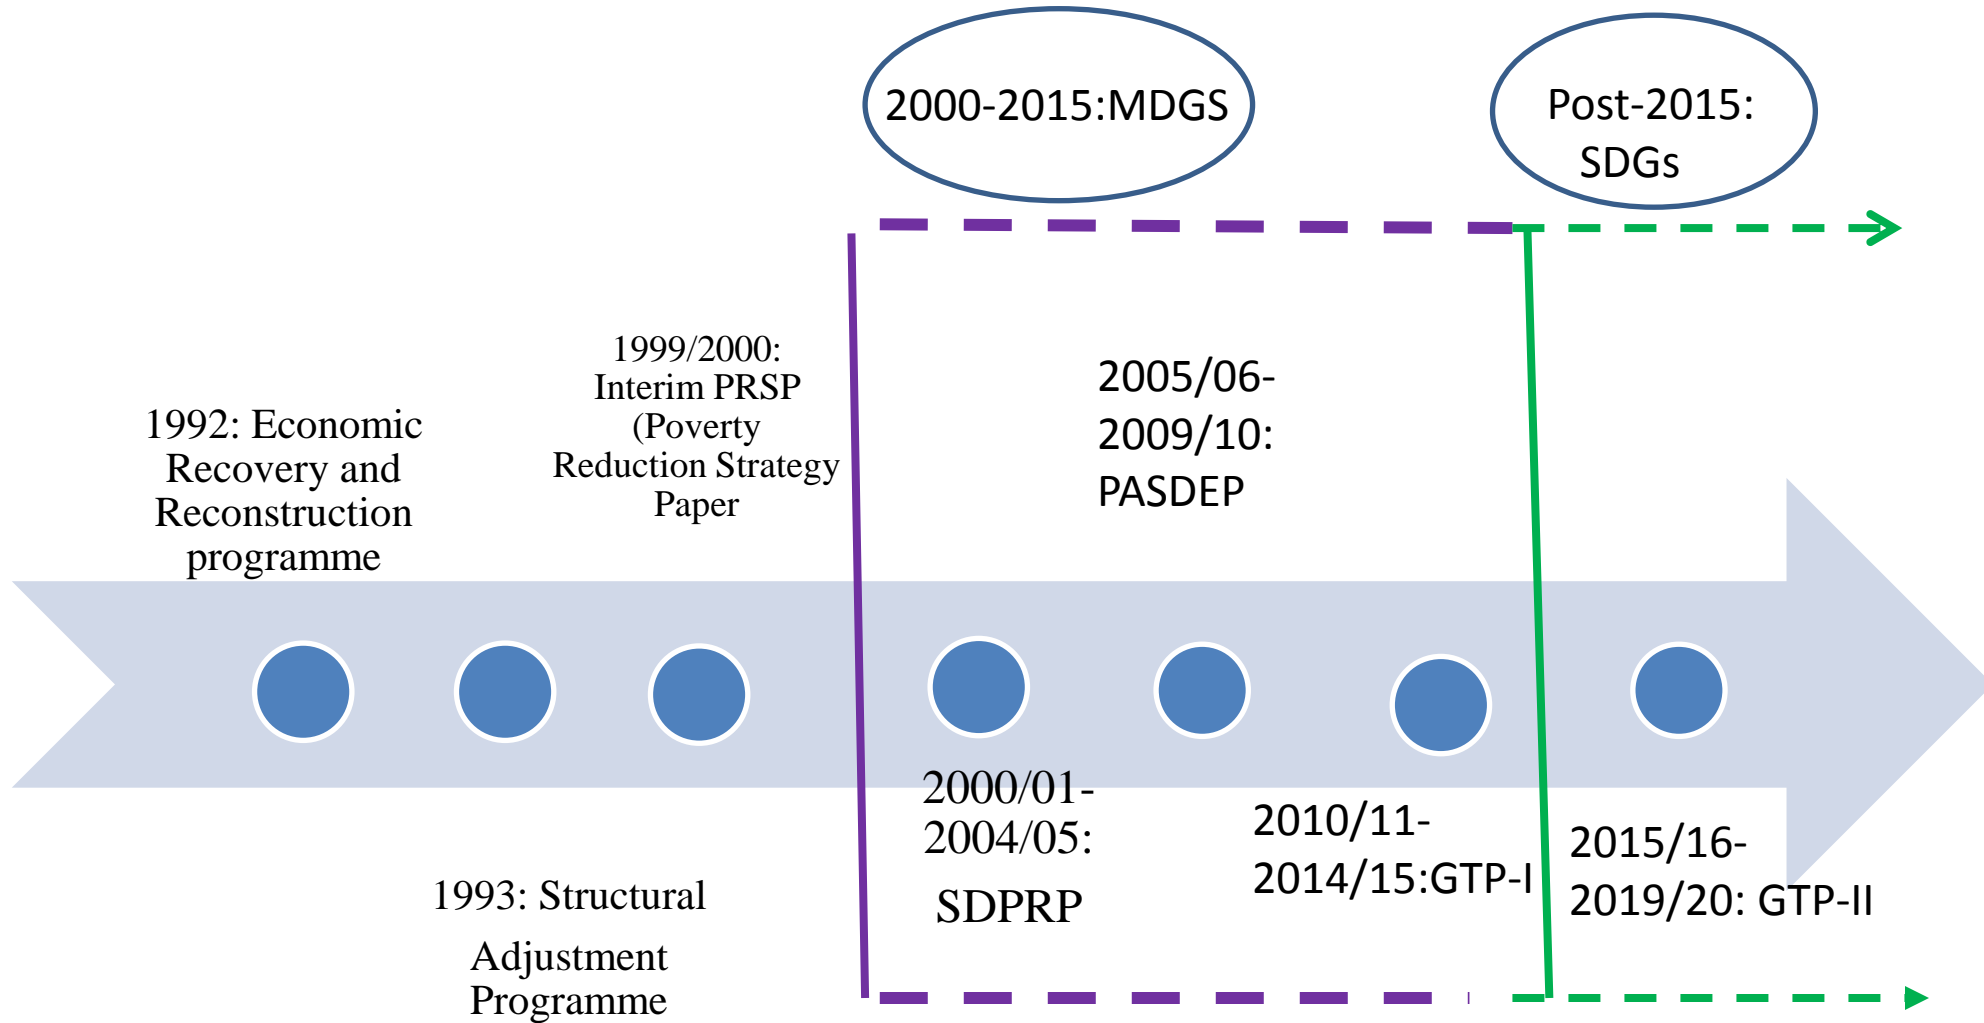 2000-2015:MDGS
Post-2015:
SDGs
1992: Economic
Recovery and
Reconstruction
programme
1999/2000:
Interim PRSP
(Poverty
Reduction Strategy
Paper
2005/06-
2009/10:
PASDEP
1993: Structural
Adjustment
Programme
2000/01-
2004/05:
SDPRP
2010/11-
2014/15:GTP-I
2015/16-
2019/20: GTP-II